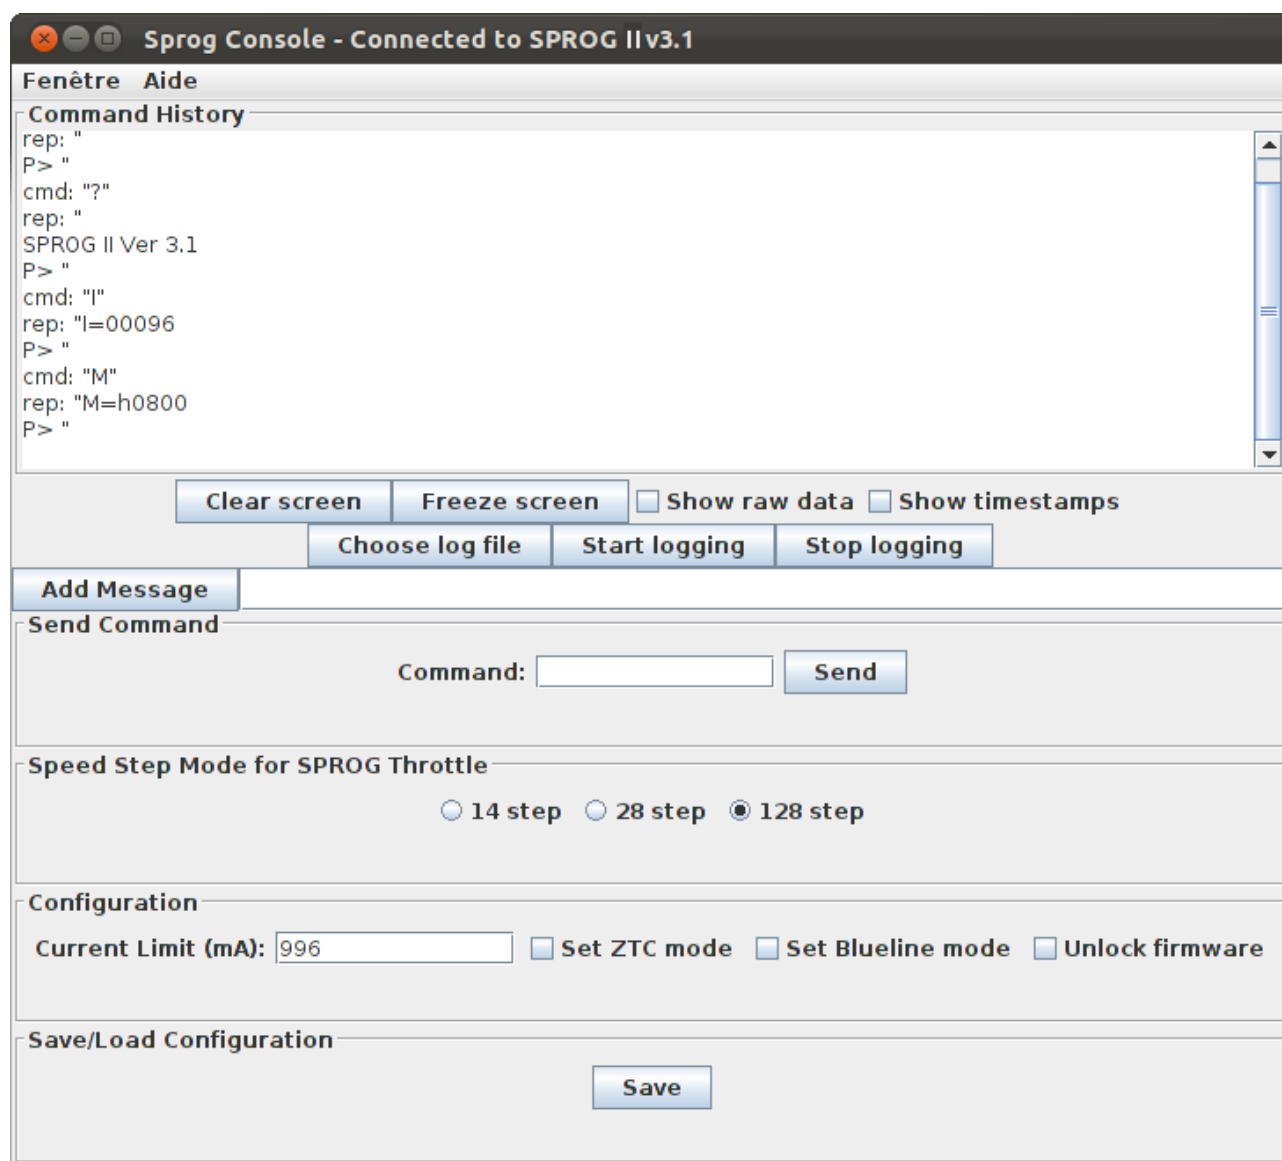 Sprog Console - Connected to SPROG II v3.1
Fenêtre Aide
Command History
rep: "
P> "
cmd: "?"
rep: "
SPROG II Ver 3.1
P> "
cmd: "I"
rep: "I=00096
P> "
cmd: "M"
rep: "M=h0800
P> "
Clear screen Freeze screen Show raw data Show timestamps
Choose log file Start logging Stop logging
Add Message
Send Command
Command: Send
Speed Step Mode for SPROG Throttle
14 step 28 step 128 step
Configuration
Current Limit (mA): 996 Set ZTC mode Set Blueline mode Unlock firmware
Save/Load Configuration
Save